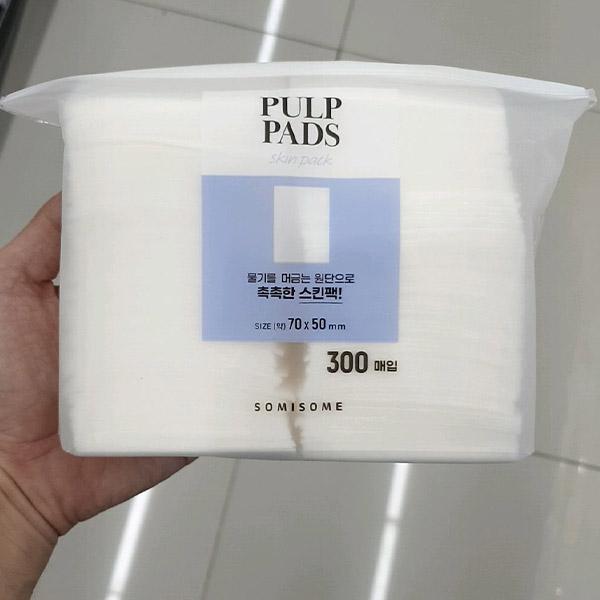 PULP
PADS
skin pack
물기를 머금는 원단으로
촉촉한 스킨팩!
SIZE (약) 70 x 50 mm
300 매입
SOMISOME